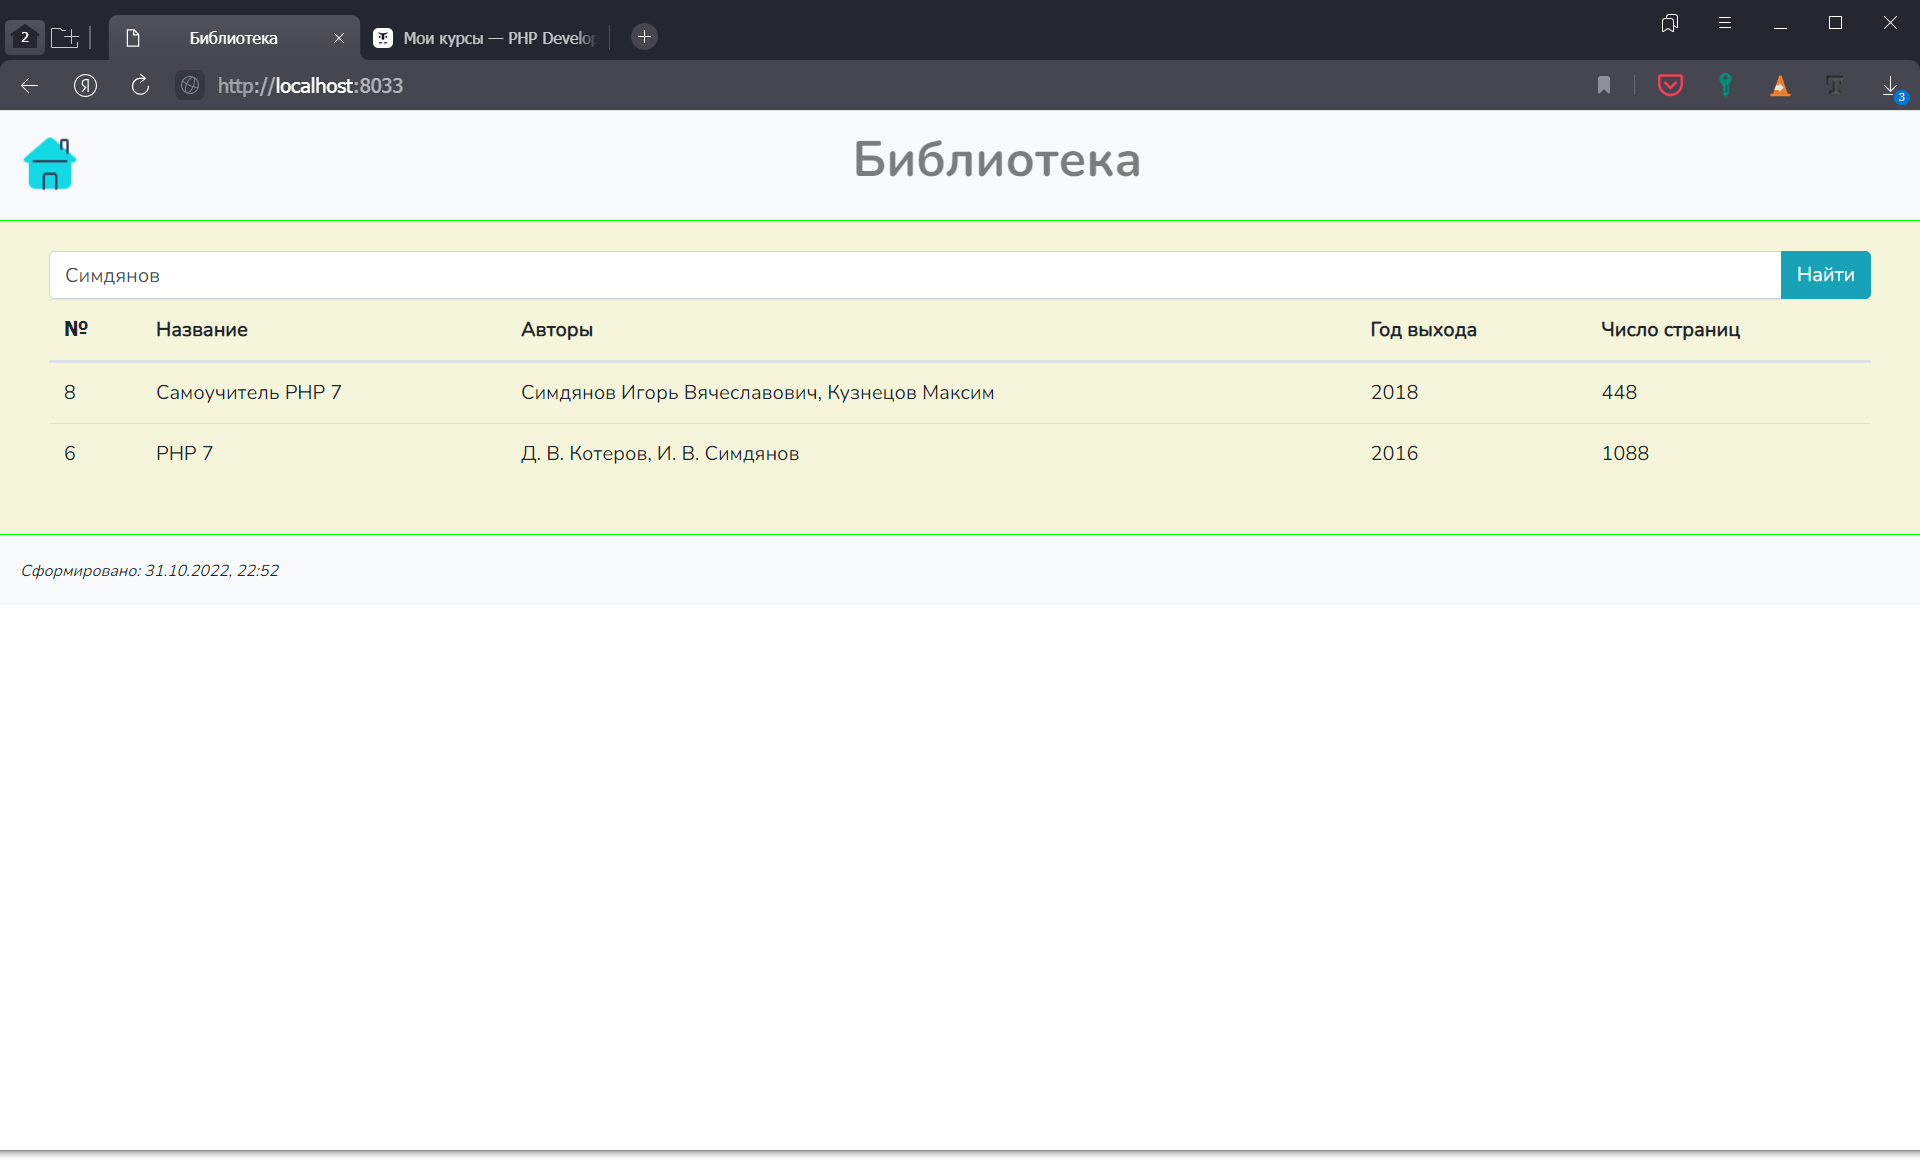 2
Библиотека
Мои курсы — PHP Develop
http://localhost:8033
3
Библиотека
Симдянов
Найти
№ Название Авторы Год выхода Число страниц
8 Самоучитель PHP 7 Симдянов Игорь Вячеславович, Кузнецов Максим 2018 448
6 PHP 7 Д. В. Котеров, И. В. Симдянов 2016 1088
Сформировано: 31.10.2022, 22:52